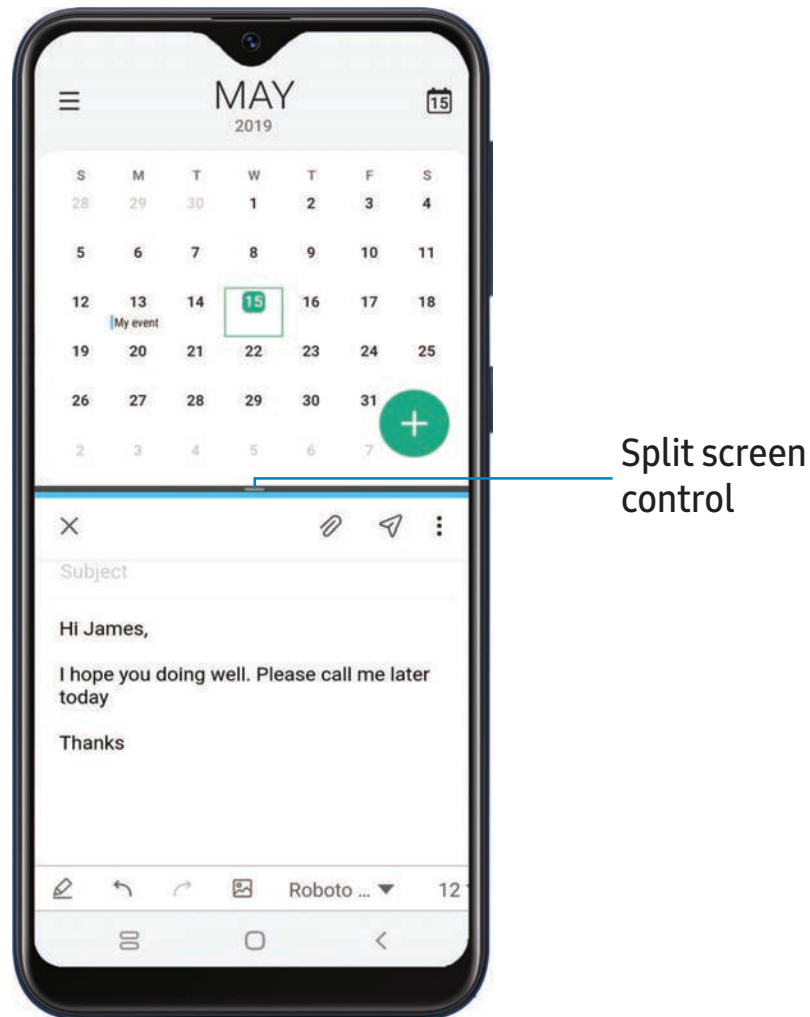 MAY
15
2019
S M T W T F S
28 29 30 1 2 3 4
5 6 7 8 9 10 11
12 13 14 15 16 17 18
My event
19 20 21 22 23 24 25
26 27 28 29 30 31
2 3 4 5 6 7
Split screen
control
Subject
Hi James,
I hope you doing well. Please call me later
today
Thanks
Roboto ... 12